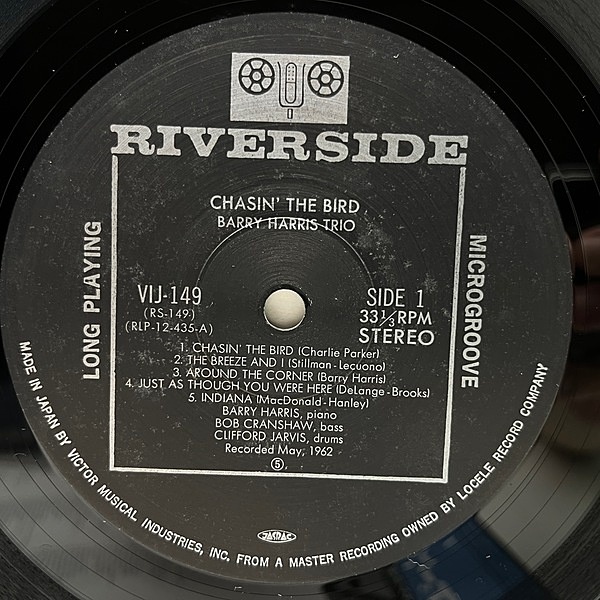 RIVERSIDE
CHASIN' THE BIRD
BARRY HARRIS TRIO
LONG PLAYING
MICROGROOVE
VIJ-149
(RS-149)
(RLP-12-435-A)
SIDE 1
33⅓RPM
STEREO
1. CHASIN' THE BIRD (Charlie Parker)
2. THE BREEZE AND I (Stillman-Lecuono)
3. AROUND THE CORNER (Barry Harris)
4. JUST AS THOUGH YOU WERE HERE (DeLange-Brooks)
5. INDIANA (MacDonald-Hanley)
BARRY HARRIS, piano
BOB CRANSHAW, bass
CLIFFORD JARVIS, drums
Recorded May, 1962
Ⓢ
JASRAC
MADE IN JAPAN BY VICTOR MUSICAL INDUSTRIES, INC. FROM A MASTER RECORDING OWNED BY LOCELE RECORD COMPANY